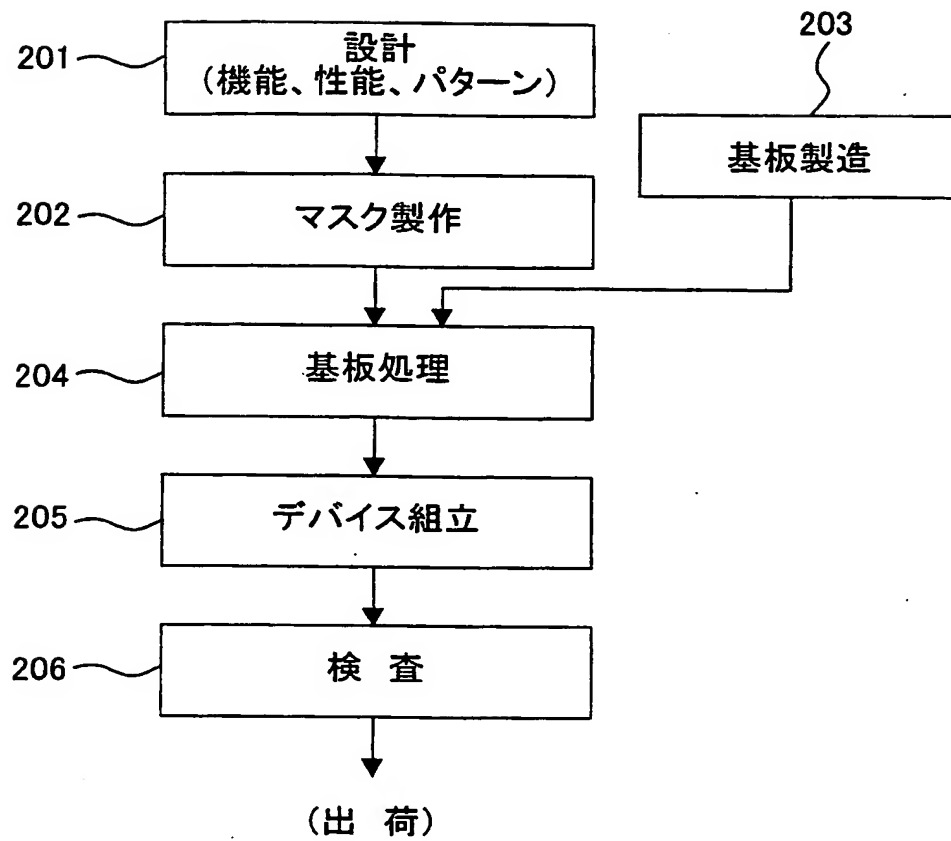 201
設計
(機能、性能、パターン)
203
基板製造
202
マスク製作
204
基板処理
205
デバイス組立
206
検 査
(出 荷)